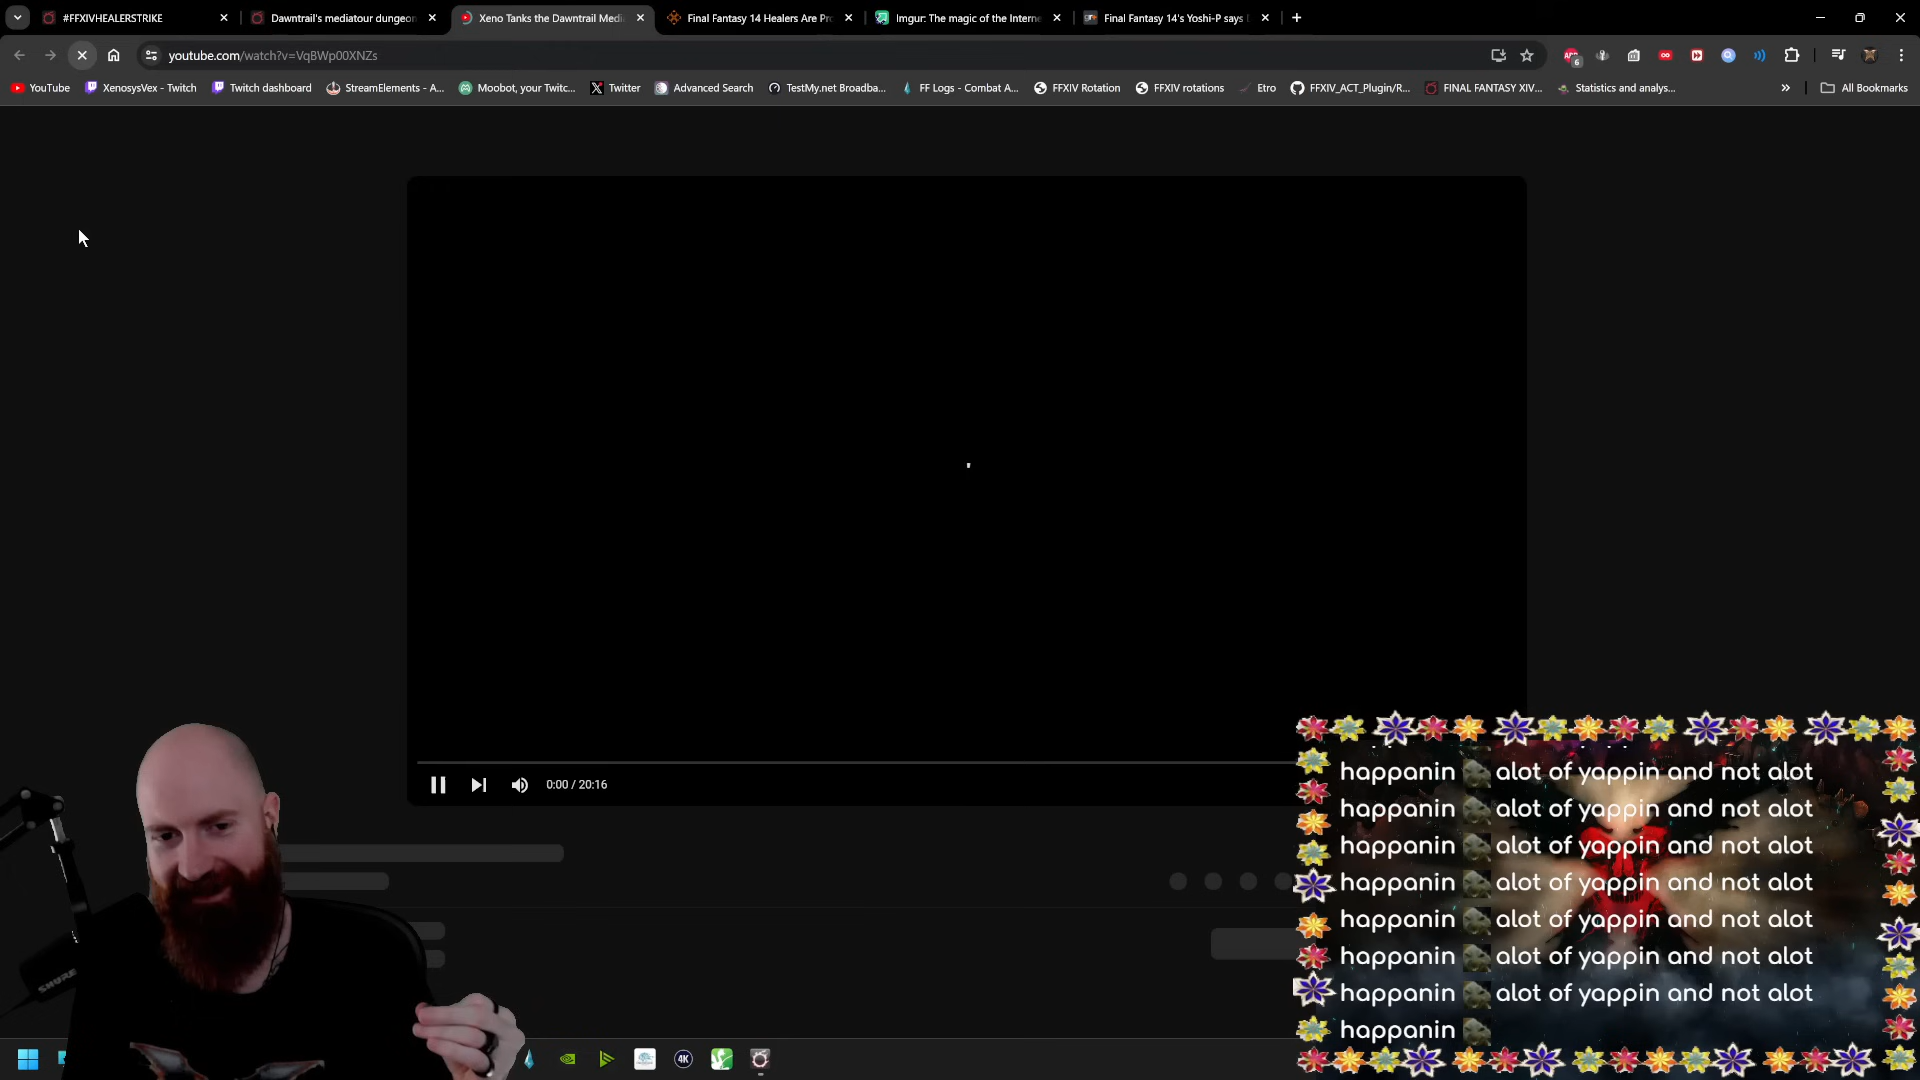 #FFXIVHEALERSTRIKE
Dawntrail's mediatour dungeon
Xeno Tanks the Dawntrail Medi
Final Fantasy 14 Healers Are Pr
Imgur: The magic of the Interne
Final Fantasy 14's Yoshi-P says
youtube.com/watch?v=VqBWp00XNZs
6
YouTube
XenosysVex - Twitch
Twitch dashboard
StreamElements - A...
Moobot, your Twitc...
Twitter
Advanced Search
TestMy.net Broadba...
FF Logs - Combat A...
FFXIV Rotation
FFXIV rotations
Etro
FFXIV_ACT_Plugin/R...
FINAL FANTASY XIV...
Statistics and analys...
All Bookmarks
0:00 / 20:16
happanin alot of yappin and not alot
happanin alot of yappin and not alot
happanin alot of yappin and not alot
happanin alot of yappin and not alot
happanin alot of yappin and not alot
happanin alot of yappin and not alot
happanin alot of yappin and not alot
happanin
SHURE
4K